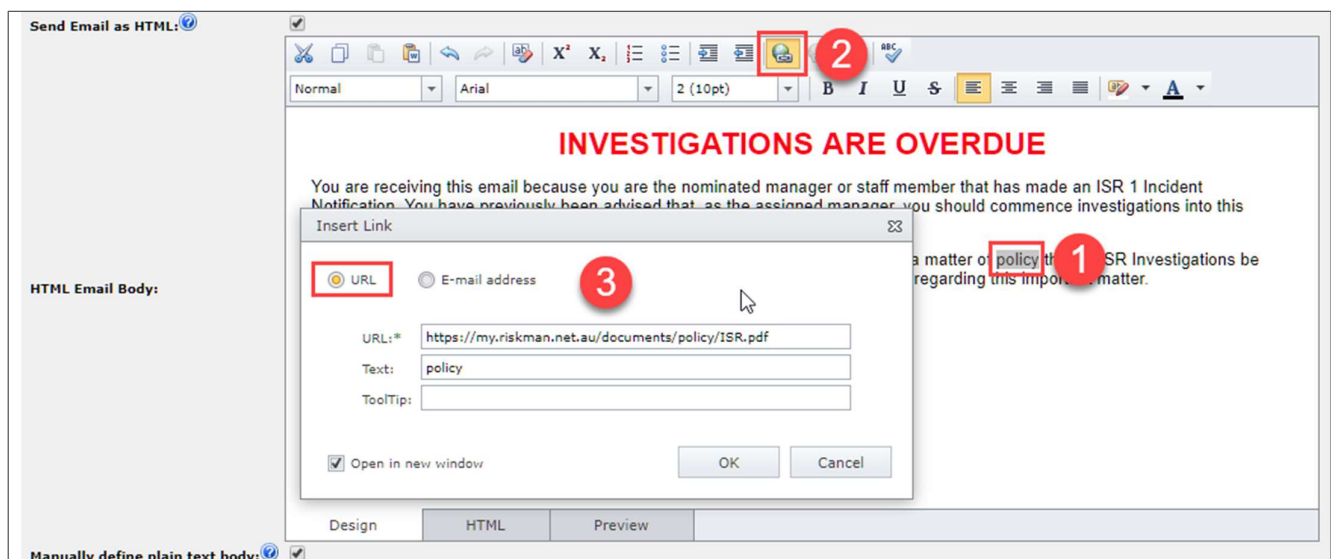 Send Email as HTML:
ABC
Normal Arial 2 (10pt) B I U S A
2
INVESTIGATIONS ARE OVERDUE
You are receiving this email because you are the nominated manager or staff member that has made an ISR 1 Incident
Notification. You have previously been advised that, as the assigned manager, you should commence investigations into this
a matter of policy SR Investigations be
regarding this important matter.
1
HTML Email Body:
Insert Link
URL E-mail address
3
URL:* https://my.riskman.net.au/documents/policy/ISR.pdf
Text: policy
ToolTip:
Open in new window OK Cancel
Design HTML Preview
Manually define plain text body: